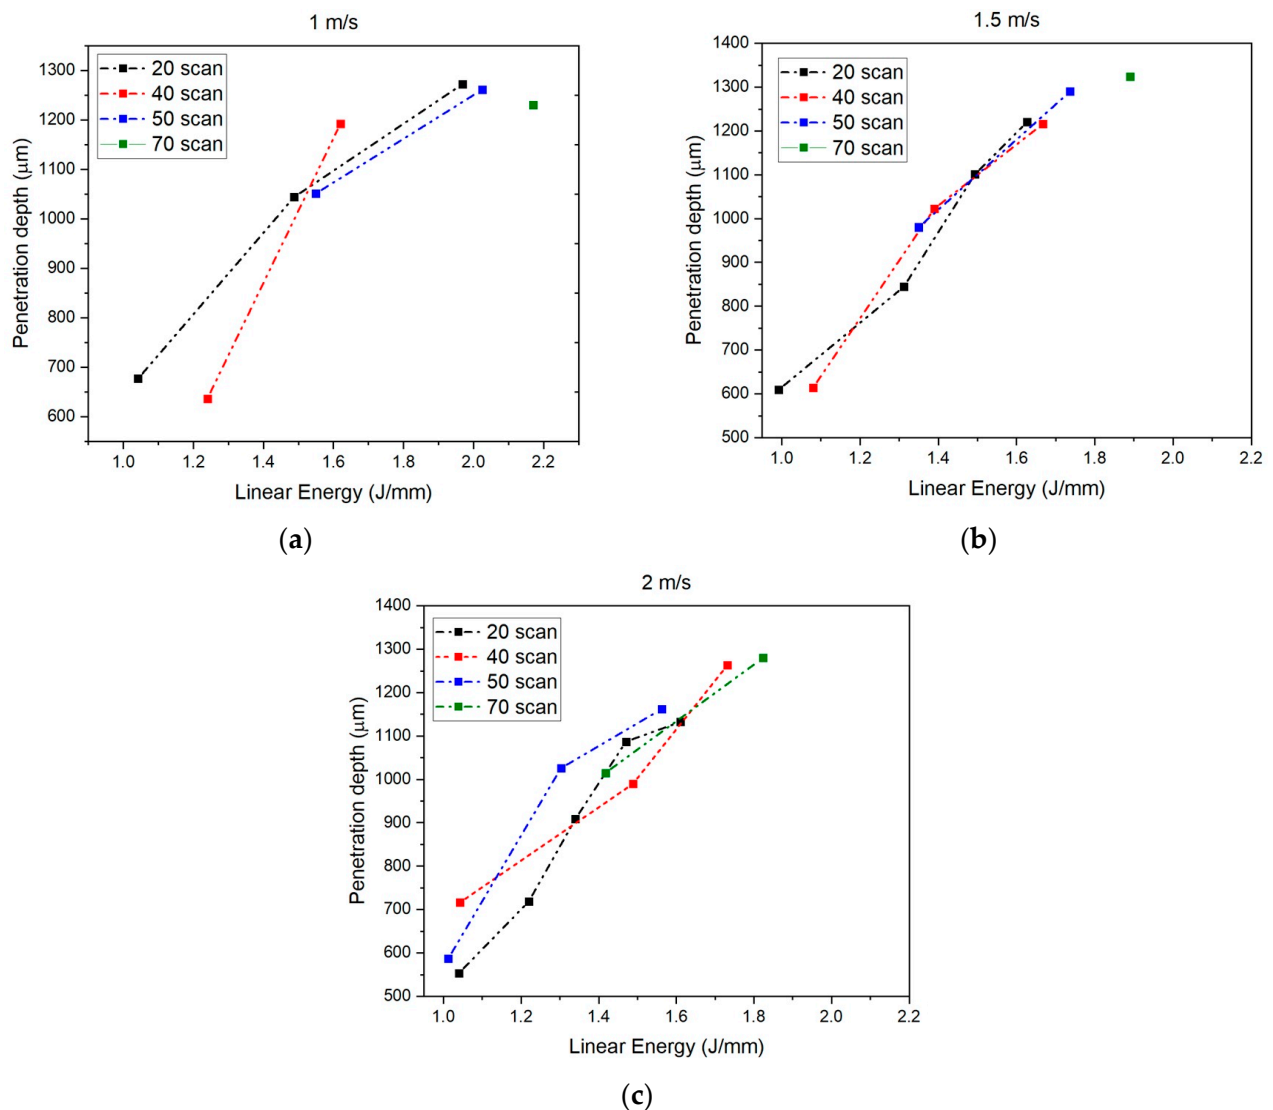 1 m/s
1300
1200
1100
1000
900
800
700
600
Penetration depth (μm)
20 scan
40 scan
50 scan
70 scan
1.0 1.2 1.4 1.6 1.8 2.0 2.2
Linear Energy (J/mm)
(a)
1.5 m/s
1400
1300
1200
1100
1000
900
800
700
600
500
Penetration depth (μm)
20 scan
40 scan
50 scan
70 scan
1.0 1.2 1.4 1.6 1.8 2.0 2.2
Linear Energy (J/mm)
(b)
2 m/s
1400
1300
1200
1100
1000
900
800
700
600
500
Penetration depth (μm)
20 scan
40 scan
50 scan
70 scan
1.0 1.2 1.4 1.6 1.8 2.0 2.2
Linear Energy (J/mm)
(c)